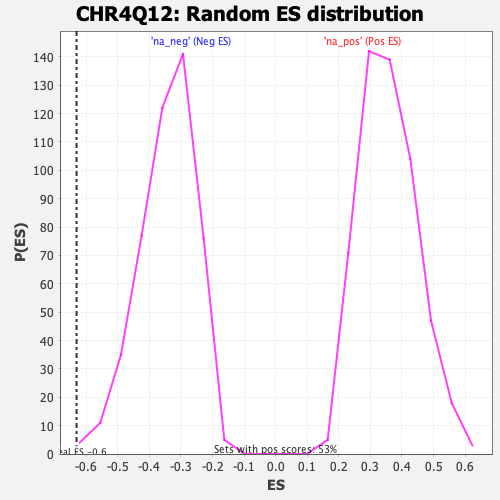 CHR4Q12: Random ES distribution
'na_neg' (Neg ES)
'na_pos' (Pos ES)
140
130
120
110
100
90
80
70
60
50
40
30
20
10
0
P(ES)
ES -0.6
Sets with pos scores: 53%
-0.6 -0.5 -0.4 -0.3 -0.2 -0.1 0.0 0.1 0.2 0.3 0.4 0.5 0.6
ES